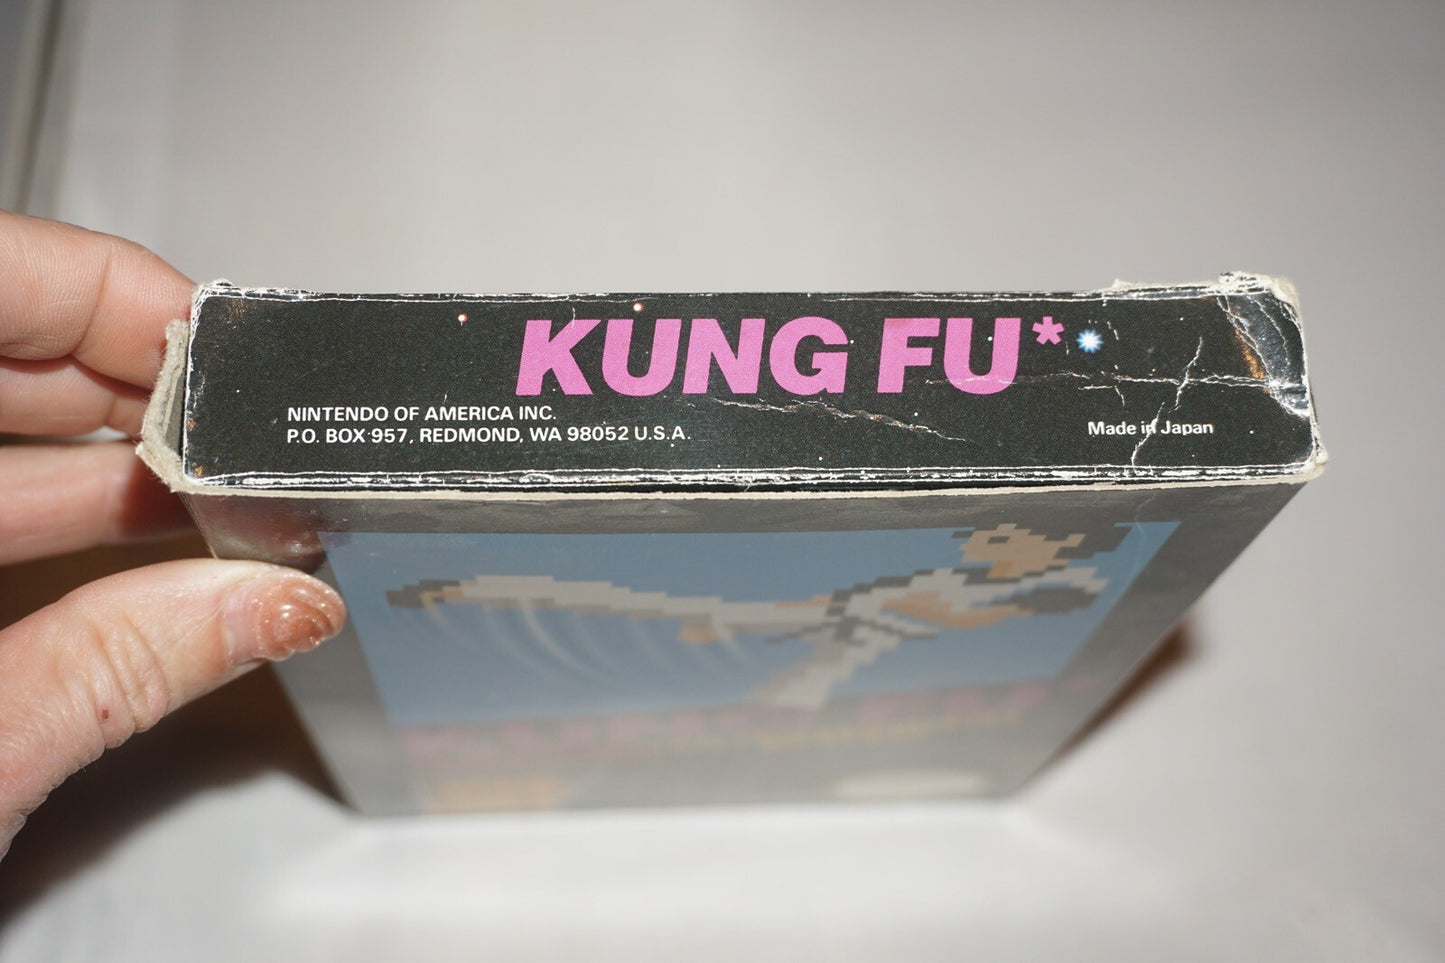 KUNG FU*
NINTENDO OF AMERICA INC.
P.O. BOX 957, REDMOND, WA 98052 U.S.A.
Made in Japan